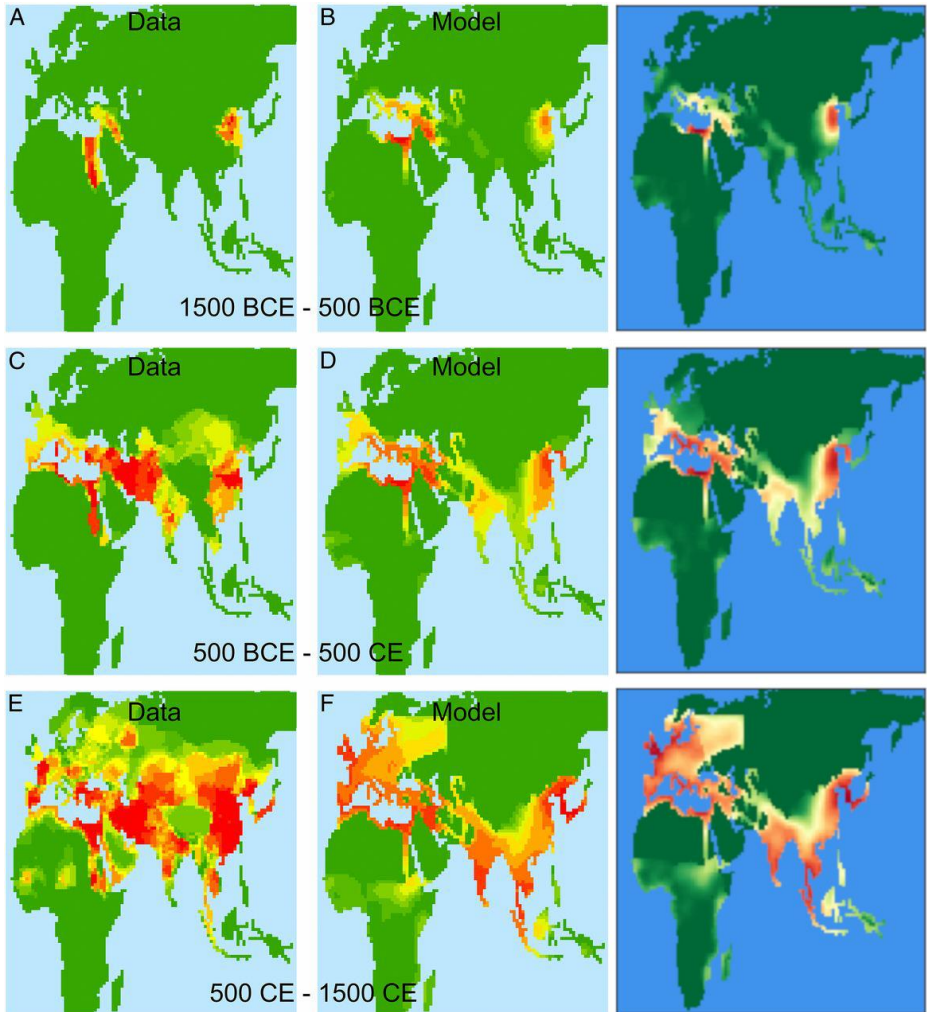 A Data B Model
1500 BCE - 500 BCE
C Data D Model
500 BCE - 500 CE
E Data F Model
500 CE - 1500 CE